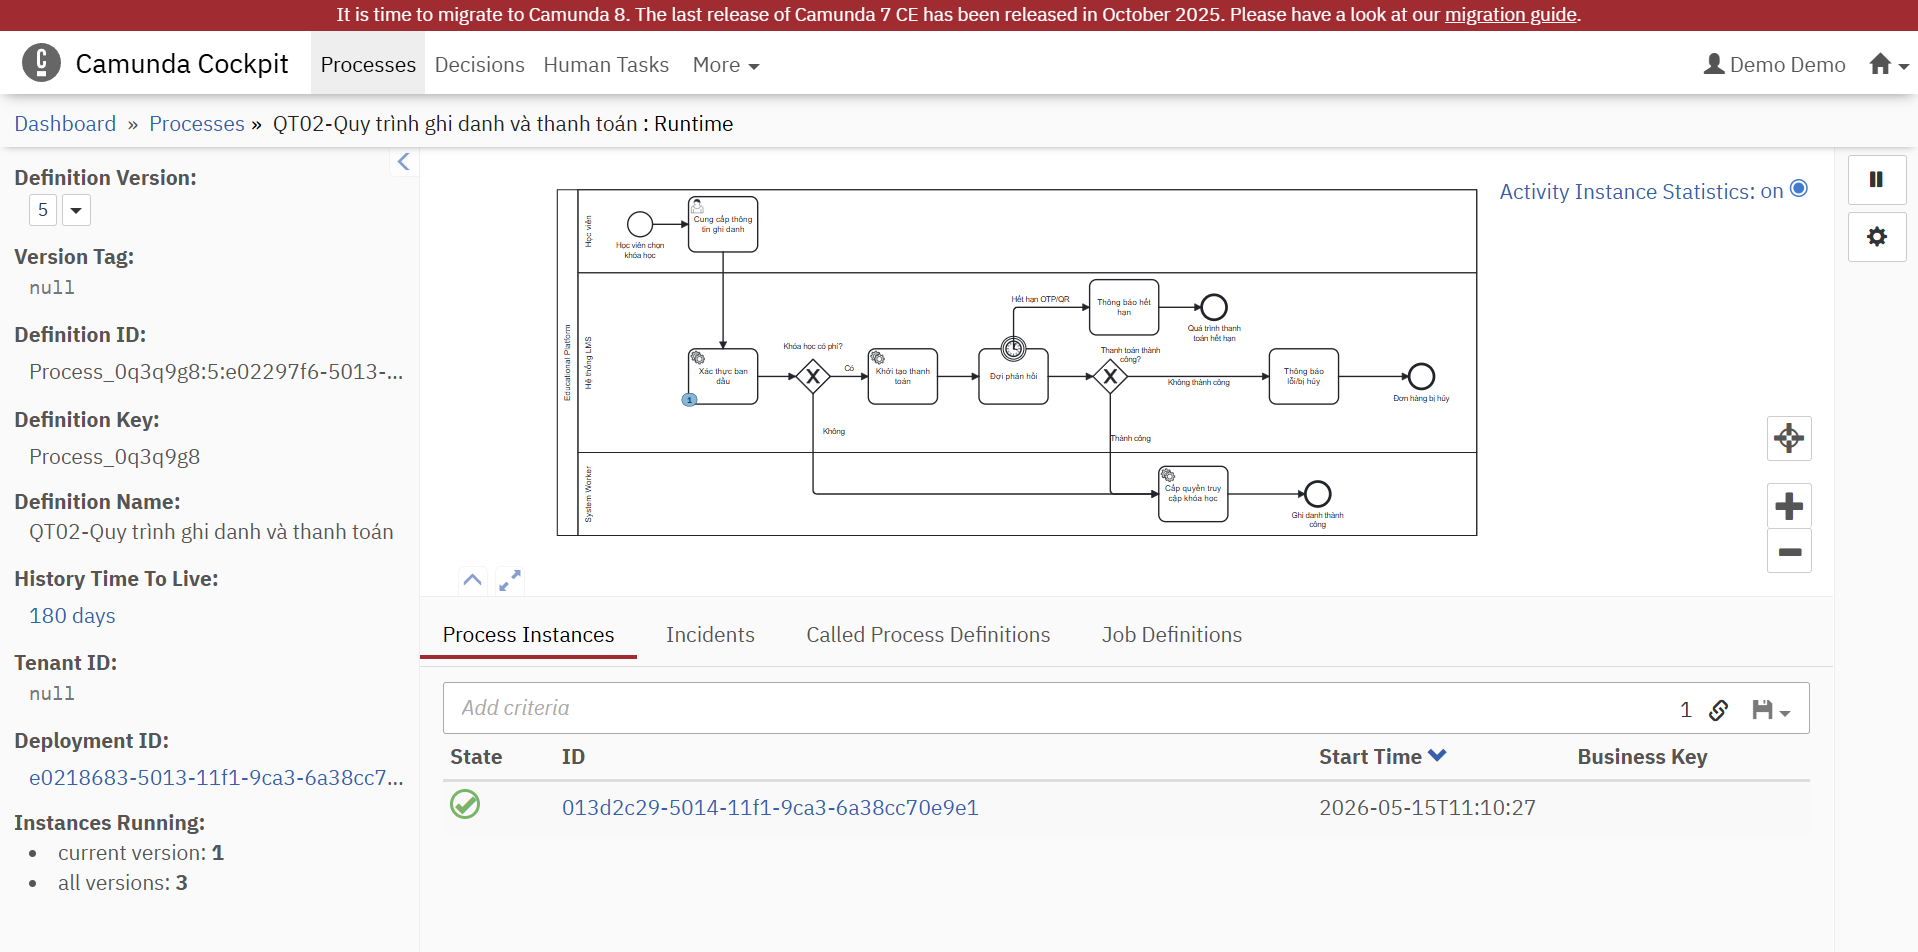 It is time to migrate to Camunda 8. The last release of Camunda 7 CE has been released in October 2025. Please have a look at our migration guide.
Camunda Cockpit
Processes
Decisions
Human Tasks
More
Demo Demo
Dashboard » Processes » QT02-Quy trình ghi danh và thanh toán : Runtime
Definition Version:
5
Version Tag:
null
Definition ID:
Process_0q3q9g8:5:e02297f6-5013-...
Definition Key:
Process_0q3q9g8
Definition Name:
QT02-Quy trình ghi danh và thanh toán
History Time To Live:
180 days
Tenant ID:
null
Deployment ID:
e0218683-5013-11f1-9ca3-6a38cc7...
Instances Running:
current version: 1
all versions: 3
Activity Instance Statistics: on
Educational Platform
Học viên
Học viên chọn
khóa học
Cung cấp thông
tin ghi danh
Hệ thống LMS
Xác thực ban
đầu
1
Khóa học có phí?
Có
Không
Khởi tạo thanh
toán
Đợi phản hồi
Hết hạn OTP/QR
Thông báo hết
hạn
Quá trình thanh
toán hết hạn
Thanh toán thành
công?
Không thành công
Thành công
Thông báo
lỗi/bị hủy
Đơn hàng bị hủy
System Worker
Cấp quyền truy
cập khóa học
Ghi danh thành
công
Process Instances
Incidents
Called Process Definitions
Job Definitions
Add criteria
1
State
ID
Start Time
Business Key
013d2c29-5014-11f1-9ca3-6a38cc70e9e1
2026-05-15T11:10:27